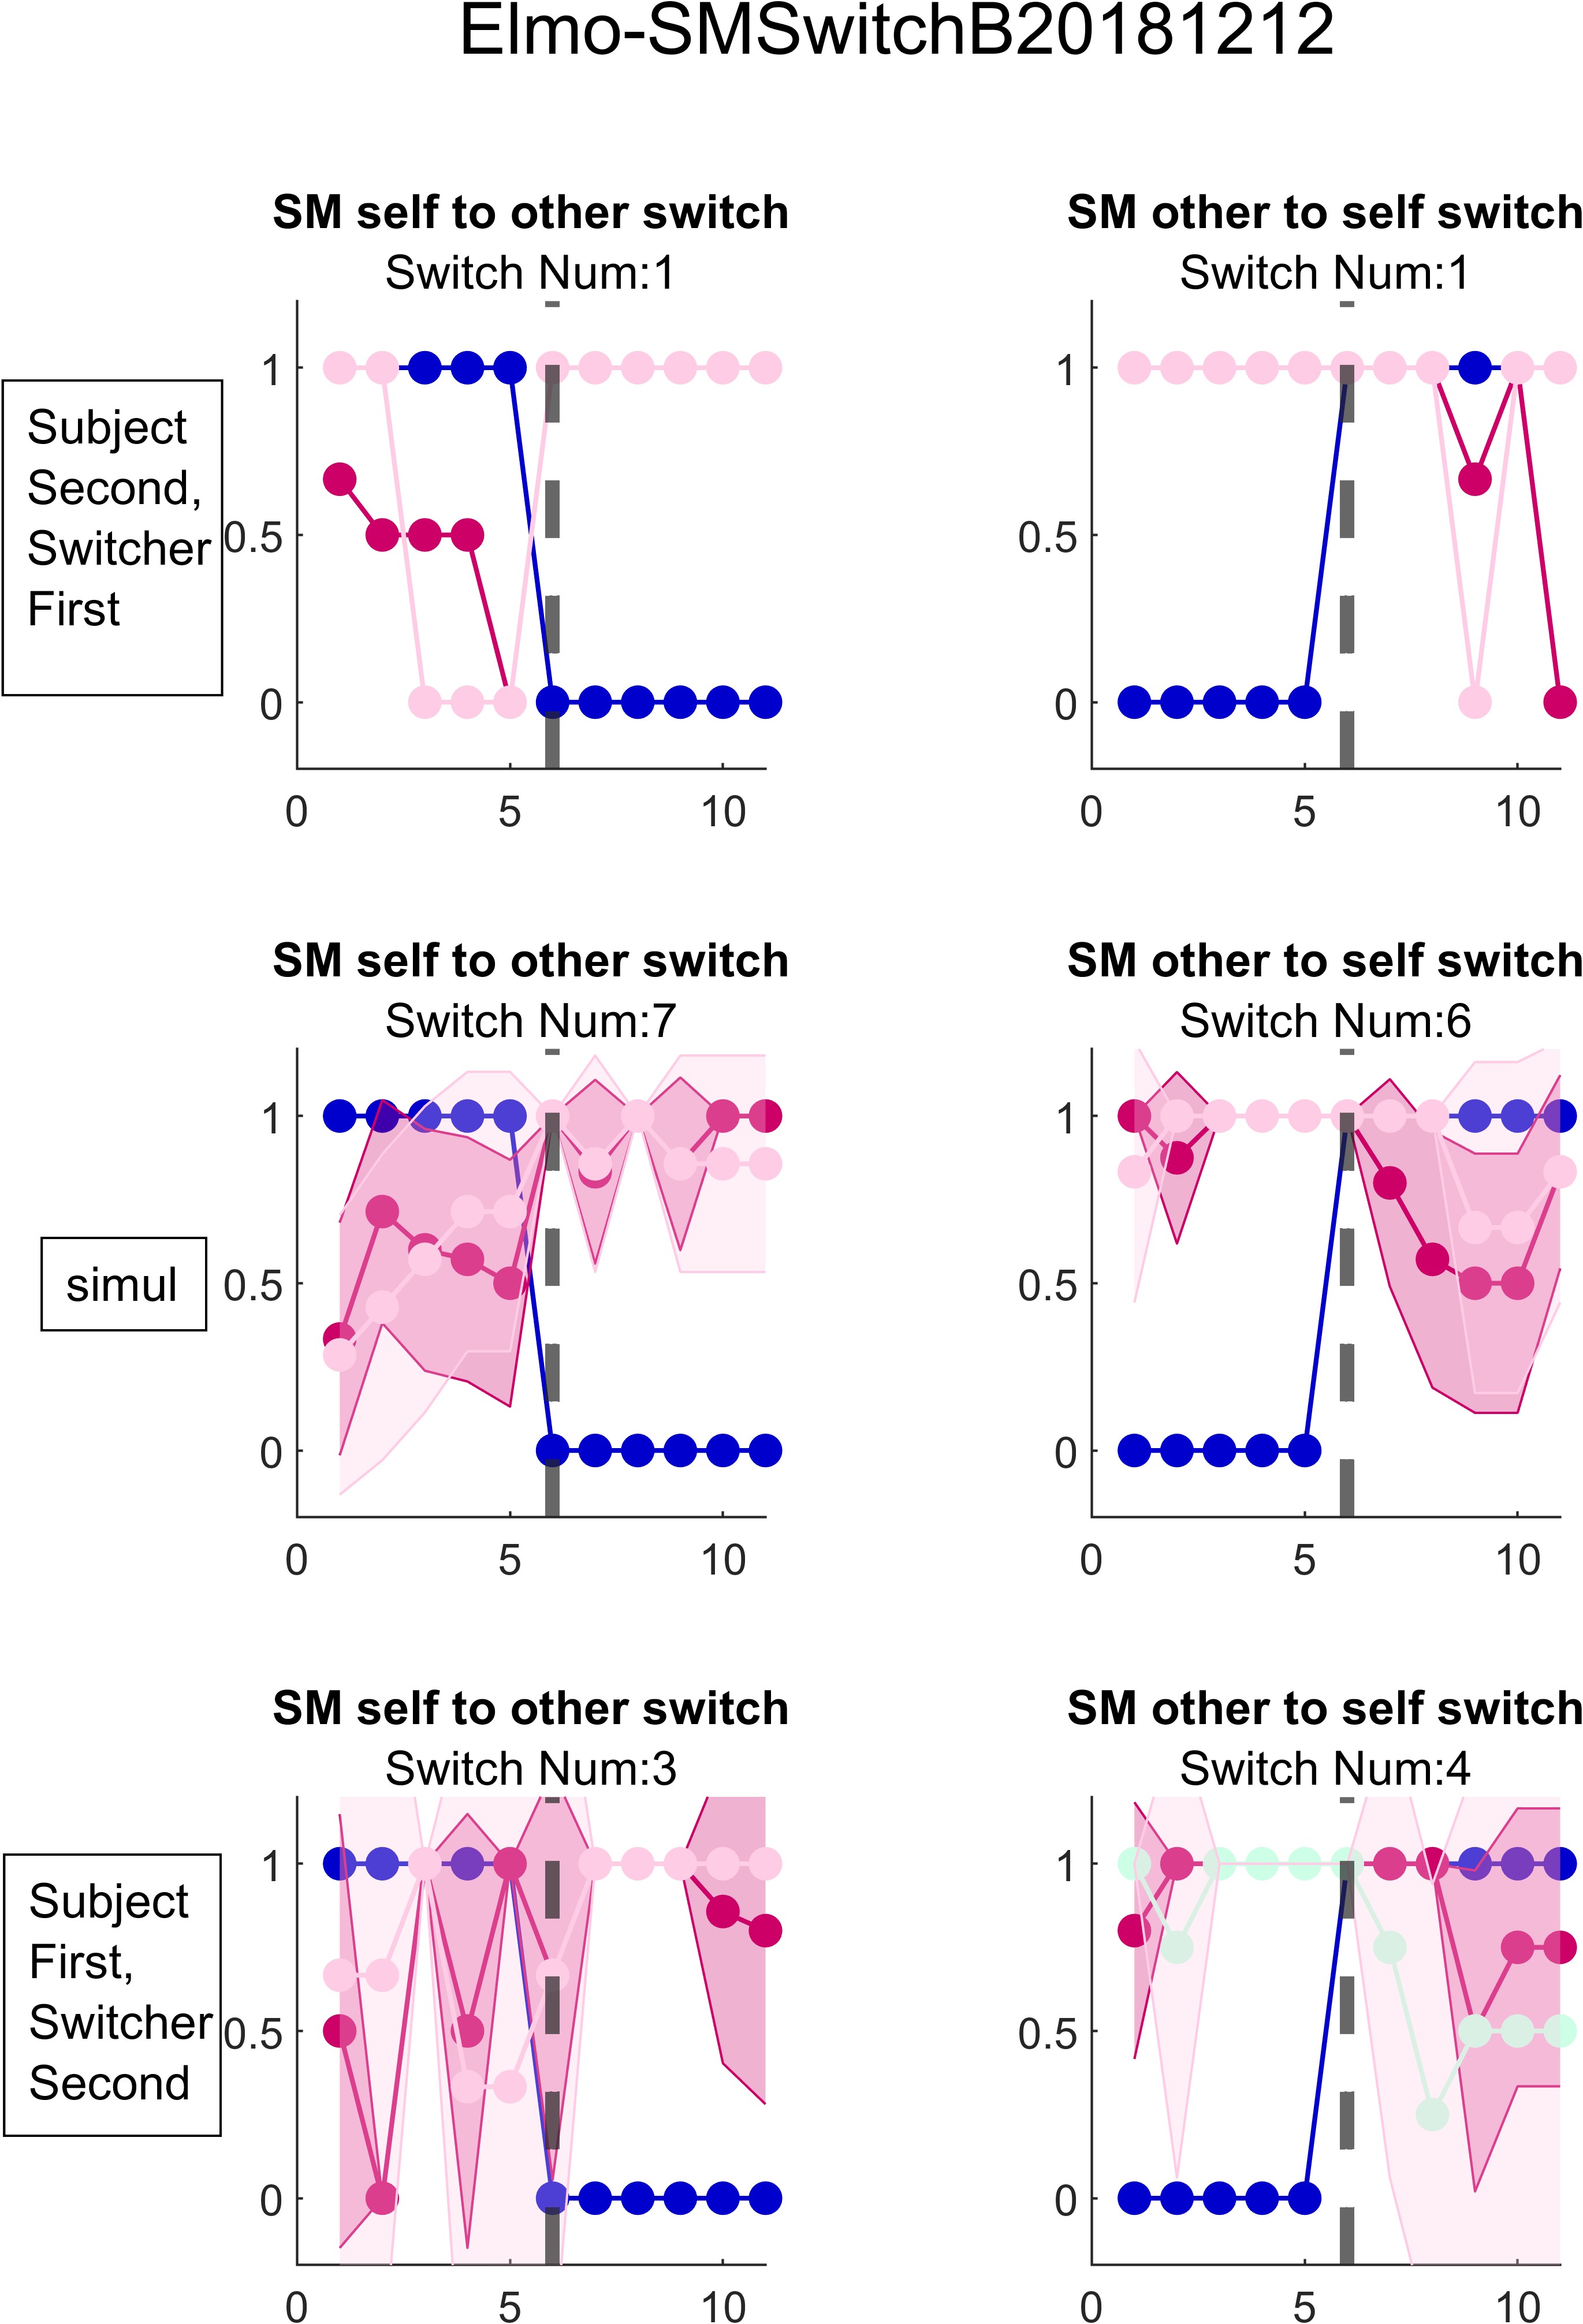 Elmo-SMSwitchB20181212
SM self to other switch
Switch Num:1
SM other to self switch
Switch Num:1
Subject
Second,
Switcher
First
1
0.5
0
0
5
10
1
0.5
0
0
5
10
SM self to other switch
Switch Num:7
SM other to self switch
Switch Num:6
simul
1
0.5
0
0
5
10
1
0.5
0
0
5
10
SM self to other switch
Switch Num:3
SM other to self switch
Switch Num:4
Subject
First,
Switcher
Second
1
0.5
0
0
5
10
1
0.5
0
0
5
10